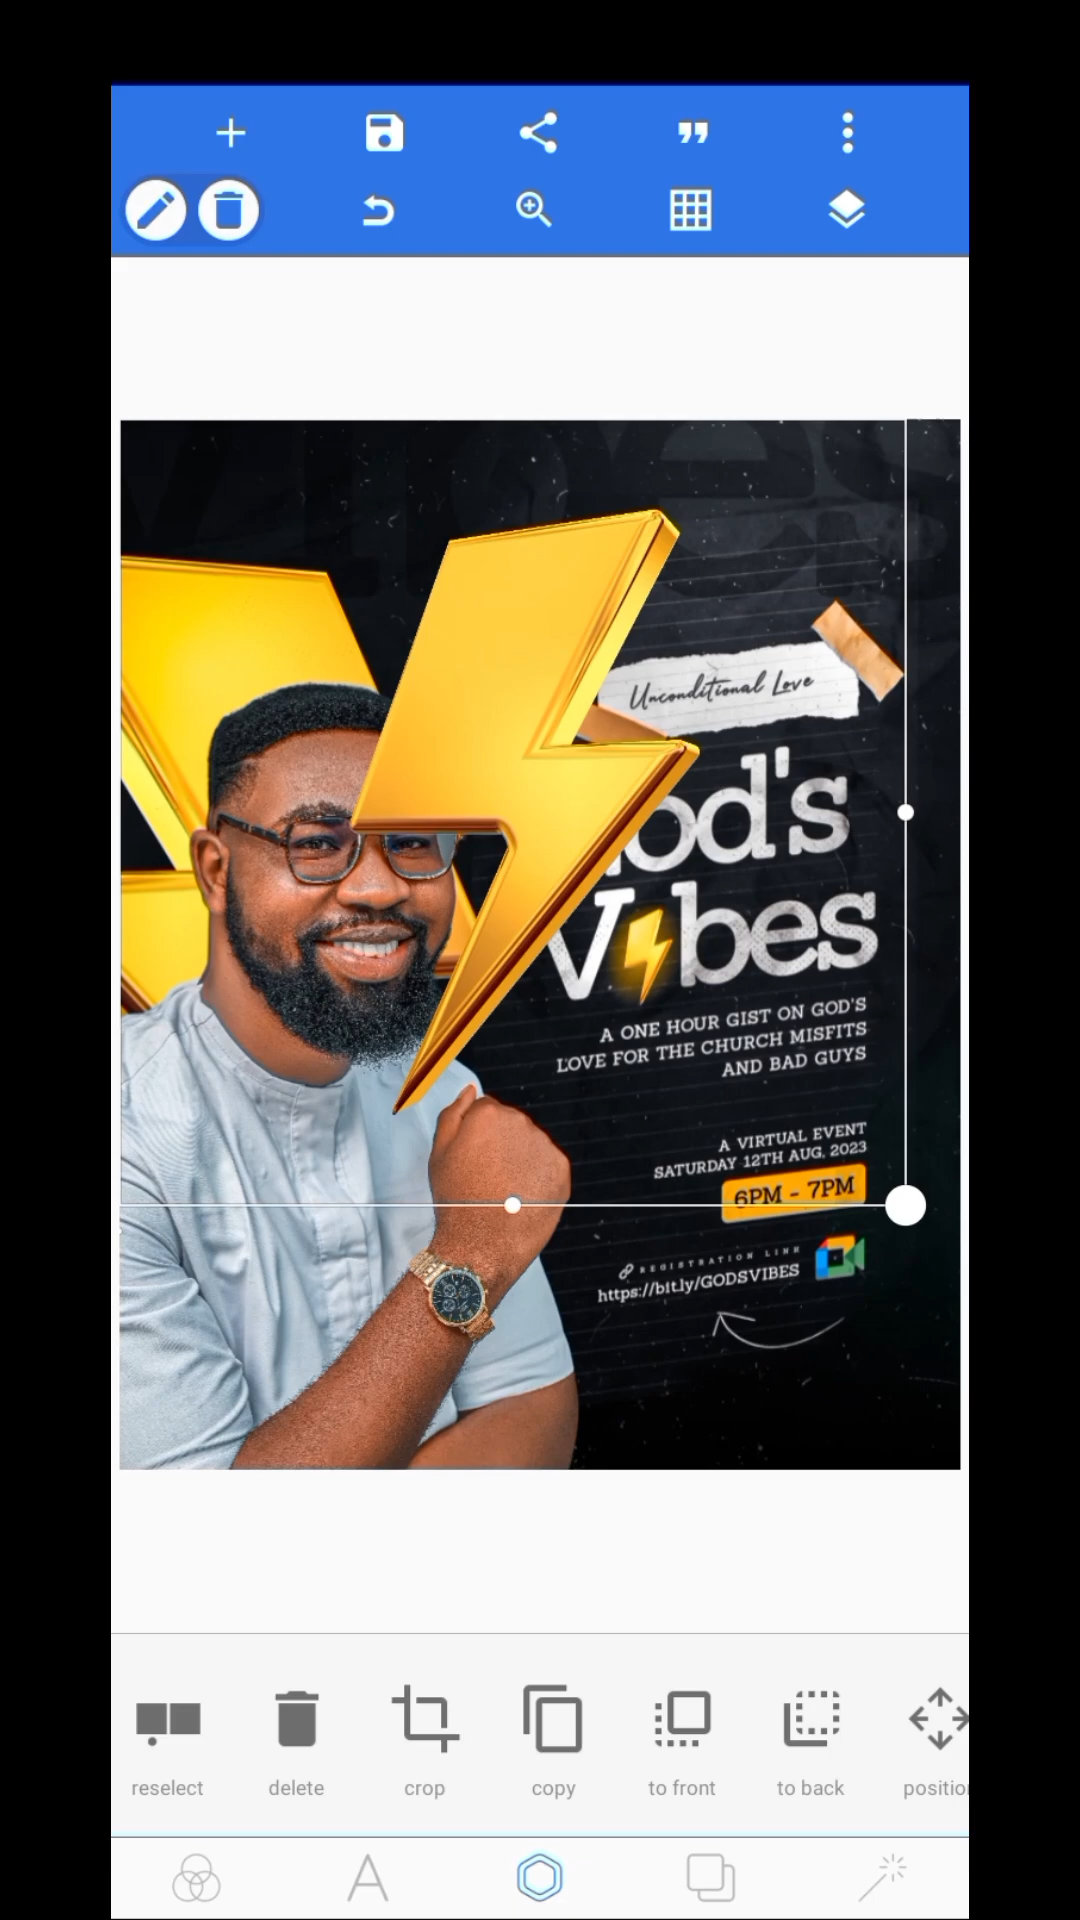 Unconditional Love
od's
V bes
A ONE HOUR GIST ON GOD'S
LOVE FOR THE CHURCH MISFITS
AND BAD GUYS
A VIRTUAL EVENT
SATURDAY 12TH AUG, 2023
6PM - 7PM
REGISTRATION LINK
https://bit.ly/GODSVIBES
reselect
delete
crop
copy
to front
to back
positio